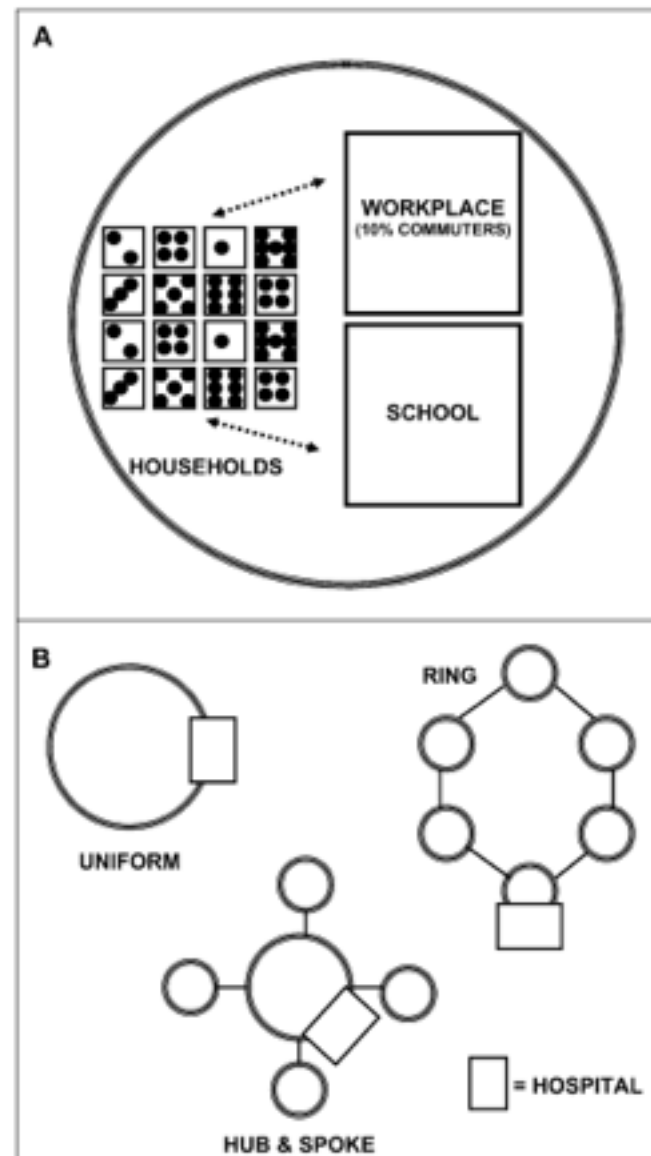 A
WORKPLACE
(10% COMMUTERS)
SCHOOL
HOUSEHOLDS
B
RING
UNIFORM
= HOSPITAL
HUB & SPOKE